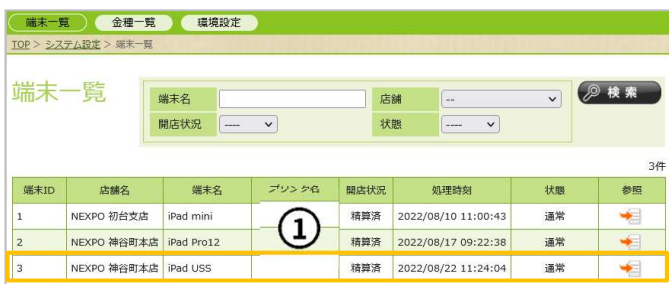 端末一覧 金種一覧 環境設定
TOP > システム設定 > 端末一覧
端末一覧
端末名 店舗 -- 検索
開店状況 ---- 状態 ----
3件
端末ID 店舗名 端末名 プリンタ名 開店状況 処理時刻 状態 参照
1 NEXPO 初台支店 iPad mini 精算済 2022/08/10 11:00:43 通常
①
2 NEXPO 神谷町本店 iPad Pro12 精算済 2022/08/17 09:22:38 通常
3 NEXPO 神谷町本店 iPad USS 精算済 2022/08/22 11:24:04 通常